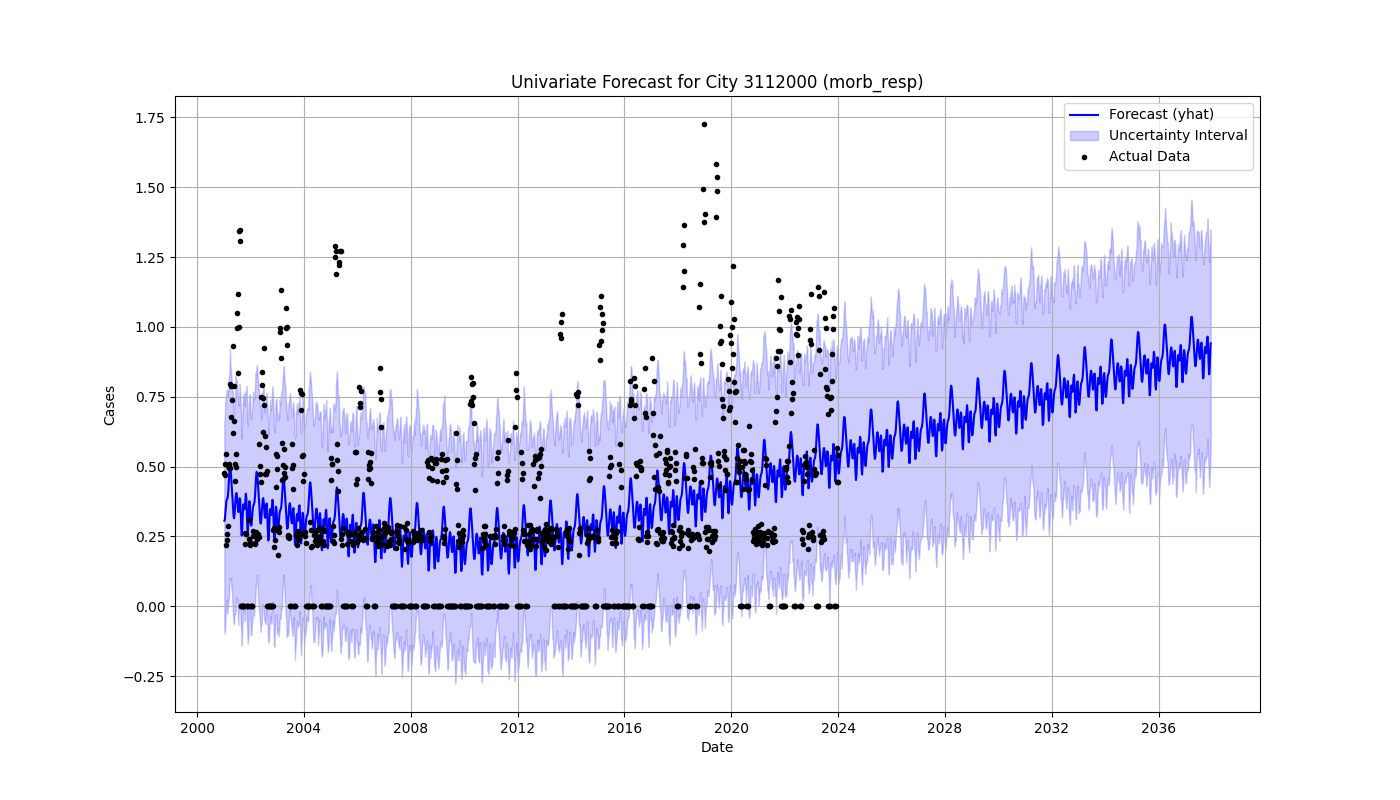 Univariate Forecast for City 3112000 (morb_resp)
Forecast (yhat)
Uncertainty Interval
Actual Data
Cases
1.75
1.50
1.25
1.00
0.75
0.50
0.25
0.00
−0.25
2000 2004 2008 2012 2016 2020 2024 2028 2032 2036
Date